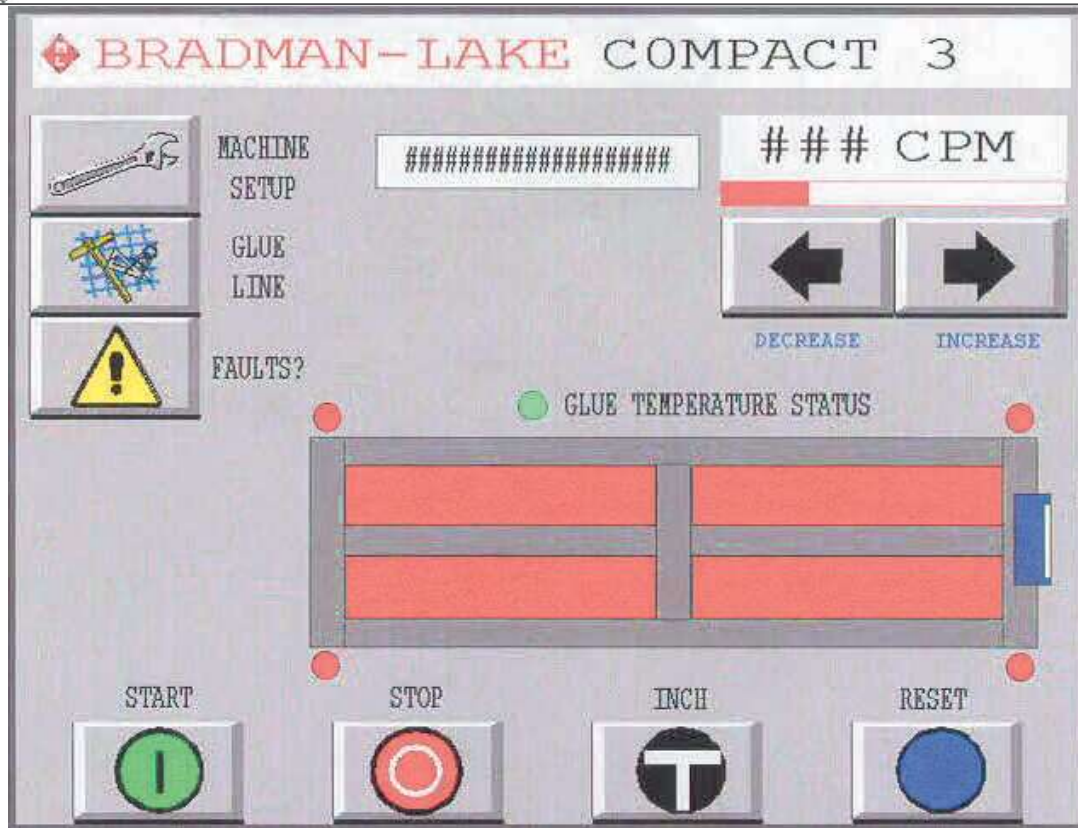 BRADMAN-LAKE COMPACT 3
MACHINE
SETUP
###################
### CPM
GLUE
LINE
DECREASE INCREASE
FAULTS?
GLUE TEMPERATURE STATUS
START STOP INCH RESET